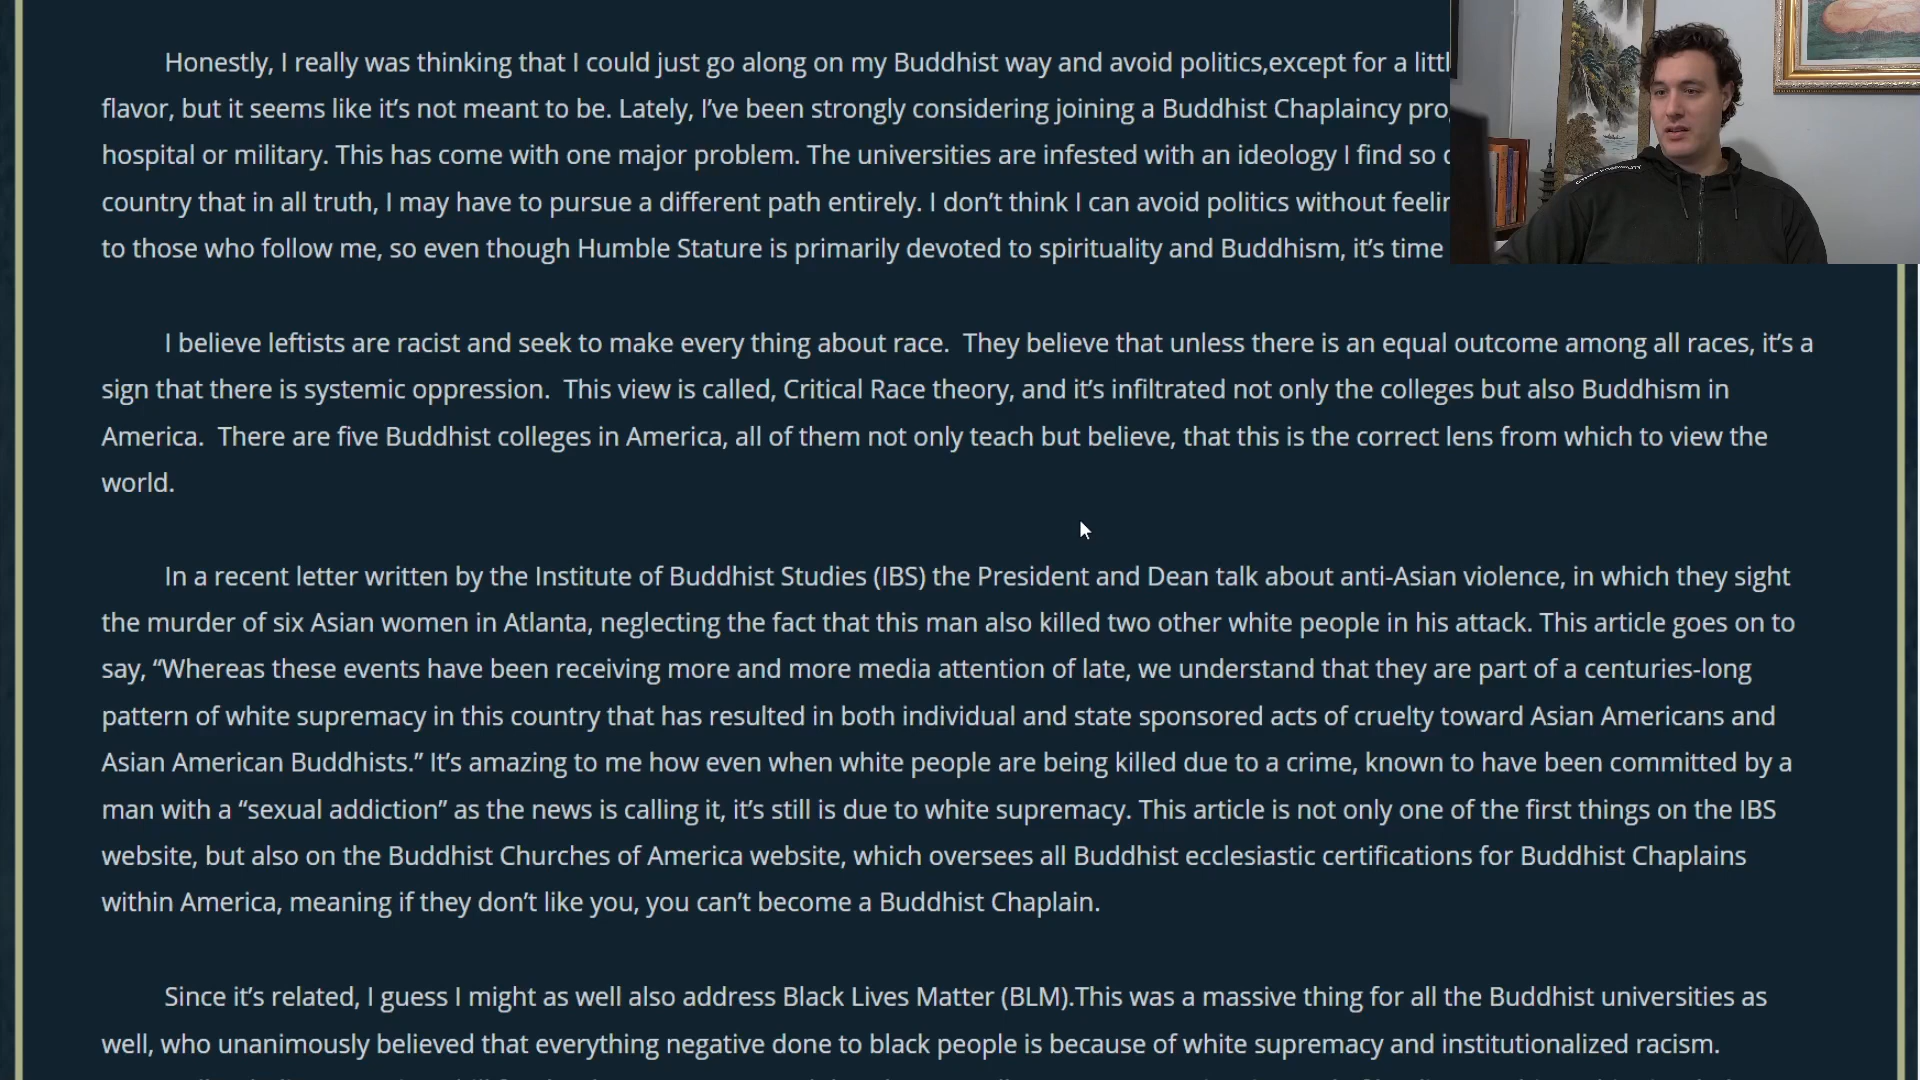 Honestly, I really was thinking that I could just go along on my Buddhist way and avoid politics,except for a
flavor, but it seems like it's not meant to be. Lately, I've been strongly considering joining a Buddhist Chaplaincy
hospital or military. This has come with one major problem. The universities are infested with an ideology I find so
country that in all truth, I may have to pursue a different path entirely. I don't think I can avoid politics without
to those who follow me, so even though Humble Stature is primarily devoted to spirituality and Buddhism, it's time
I believe leftists are racist and seek to make every thing about race.  They believe that unless there is an equal outcome among all races, it's a
sign that there is systemic oppression.  This view is called, Critical Race theory, and it's infiltrated not only the colleges but also Buddhism in
America.  There are five Buddhist colleges in America, all of them not only teach but believe, that this is the correct lens from which to view the
world.
In a recent letter written by the Institute of Buddhist Studies (IBS) the President and Dean talk about anti-Asian violence, in which they sight
the murder of six Asian women in Atlanta, neglecting the fact that this man also killed two other white people in his attack. This article goes on to
say, “Whereas these events have been receiving more and more media attention of late, we understand that they are part of a centuries-long
pattern of white supremacy in this country that has resulted in both individual and state sponsored acts of cruelty toward Asian Americans and
Asian American Buddhists.” It's amazing to me how even when white people are being killed due to a crime, known to have been committed by a
man with a “sexual addiction” as the news is calling it, it's still is due to white supremacy. This article is not only one of the first things on the IBS
website, but also on the Buddhist Churches of America website, which oversees all Buddhist ecclesiastic certifications for Buddhist Chaplains
within America, meaning if they don't like you, you can't become a Buddhist Chaplain.
Since it's related, I guess I might as well also address Black Lives Matter (BLM).This was a massive thing for all the Buddhist universities as
well, who unanimously believed that everything negative done to black people is because of white supremacy and institutionalized racism.